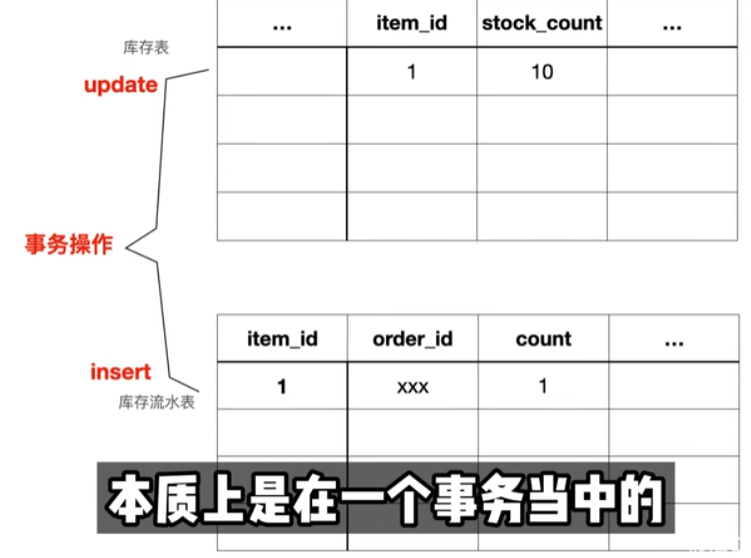 ... item_id stock_count ...
库存表
update
1 10
事务操作
item_id order_id count ...
insert
1 xxx 1
库存流水表
本质上是在一个事务当中的